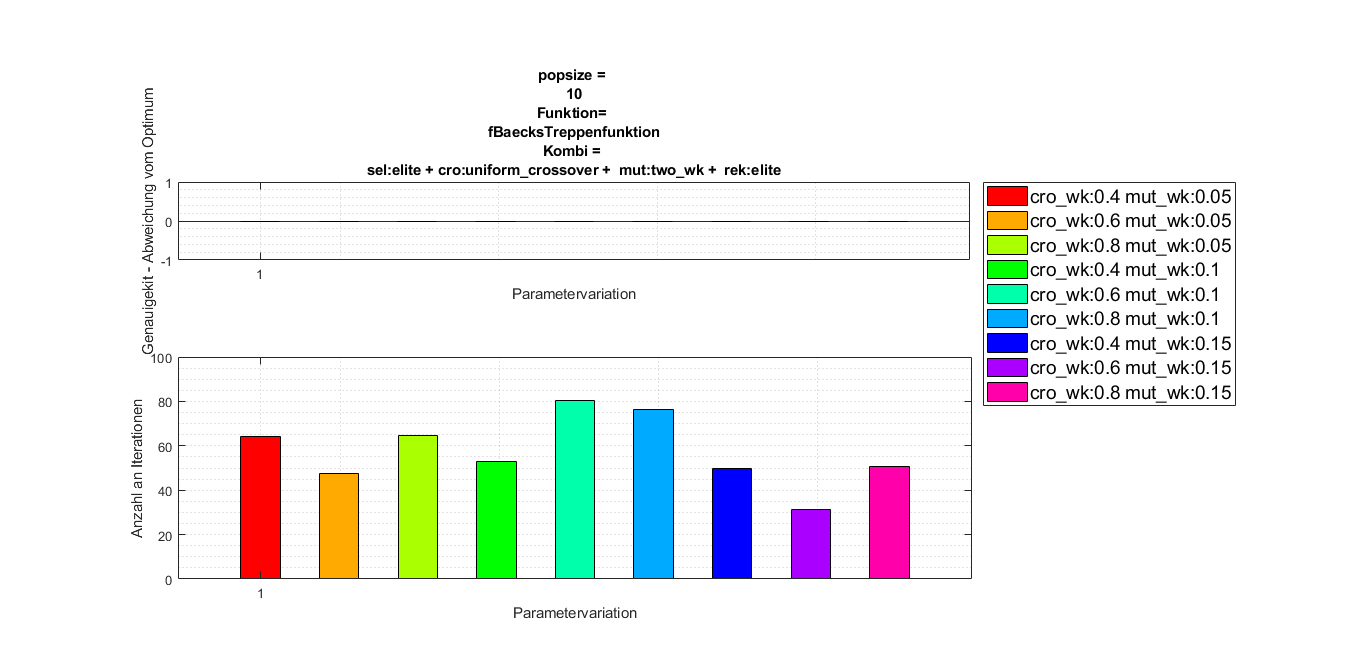 popsize =
10
Funktion=
fBaecksTreppenfunktion
Kombi =
sel:elite + cro:uniform_crossover +  mut:two_wk +  rek:elite
Genauigekit - Abweichung vom Optimum
1
0
-1
1
Parametervariation
cro_wk:0.4 mut_wk:0.05
cro_wk:0.6 mut_wk:0.05
cro_wk:0.8 mut_wk:0.05
cro_wk:0.4 mut_wk:0.1
cro_wk:0.6 mut_wk:0.1
cro_wk:0.8 mut_wk:0.1
cro_wk:0.4 mut_wk:0.15
cro_wk:0.6 mut_wk:0.15
cro_wk:0.8 mut_wk:0.15
Anzahl an Iterationen
100
80
60
40
20
0
1
Parametervariation